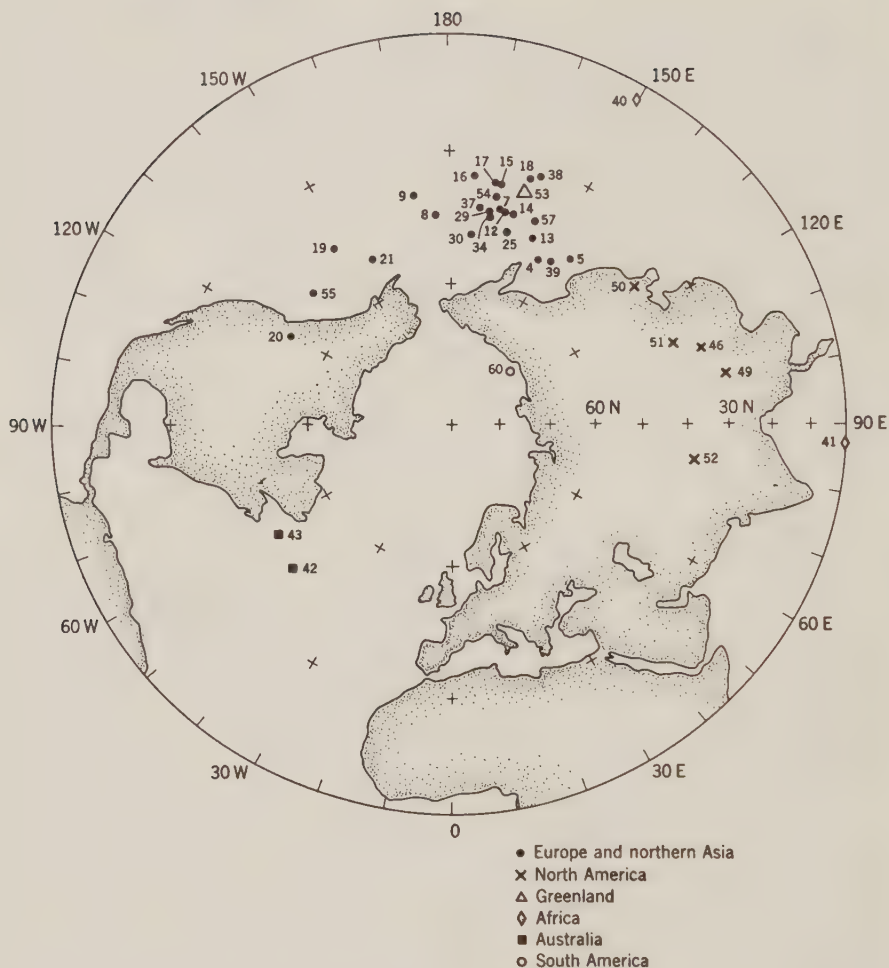 180
150 W
150 E
40
17
15
18
38
16
54
53
9
37
7
14
8
29
57
120 W
120 E
12
30
34
25
13
19
21
4
39
5
55
50
20
51
46
60
49
60 N
30 N
90 W
90 E
41
52
43
42
60 W
60 E
30 W
30 E
0
Europe and northern Asia
North America
Greenland
Africa
Australia
South America